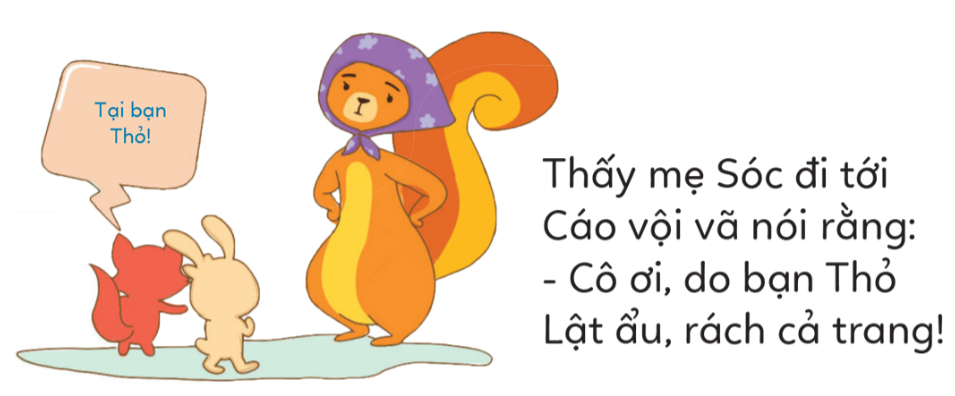 Tại bạn
Thỏ!
Thấy mẹ Sóc đi tới
Cáo vội vã nói rằng:
- Cô ơi, do bạn Thỏ
Lật ẩu, rách cả trang!